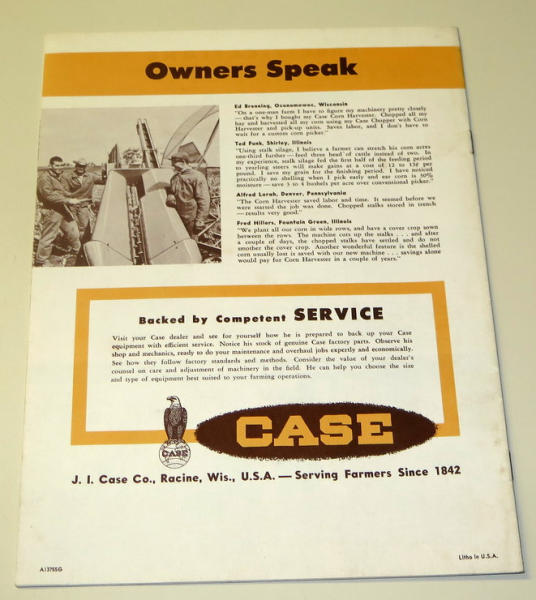 Owners Speak
Ed Brensing, Oconomowoc, Wisconsin
"On a one-man farm I have to figure my machinery pretty closely
— that's why I bought my Case Corn Harvester. Chopped all my
hay and harvested all my corn using my Case Chopper with Corn
Harvester and pick-up units. Saves labor, and I don't have to
wait for a custom corn picker."
Ted Funk, Shirley, Illinois
"Using stalk silage, I believe a farmer can stretch his corn acres
one-third further — feed three head of cattle instead of two. In
my experience, stalk silage fed the first half of the feeding period
to yearling steers will make gains at a cost of 12 to 13¢ per
pound. I save my grain for the finishing period. I have noticed
practically no shelling when I pick early and ear corn is 30%
moisture — save 3 to 4 bushels per acre over conventional picker."
Alfred Lorah, Denver, Pennsylvania
"The Corn Harvester saved labor and time. It seemed before we
were started the job was done. Chopped stalks stored in trench
— results very good."
Fred Hillers, Fountain Green, Illinois
"We plant all our corn in wide rows, and have a cover crop sown
between the rows. The machine cuts up the stalks . . . and after
a couple of days, the chopped stalks have settled and do not
smother the cover crop. Another wonderful feature is the shelled
corn usually lost is saved with our new machine . . . savings alone
would pay for Corn Harvester in a couple of years."
Backed by Competent SERVICE
Visit your Case dealer and see for yourself how he is prepared to back up your Case
equipment with efficient service. Notice his stock of genuine Case factory parts. Observe his
shop and mechanics, ready to do your maintenance and overhaul jobs expertly and economically.
See how they follow factory standards and methods. Consider the value of your dealer's
counsel on care and adjustment of machinery in the field. He can help you choose the size
and type of equipment best suited to your farming operations.
CASE
CASE
J. I. Case Co., Racine, Wis., U.S.A. — Serving Farmers Since 1842
A13755G
Litho in U.S.A.